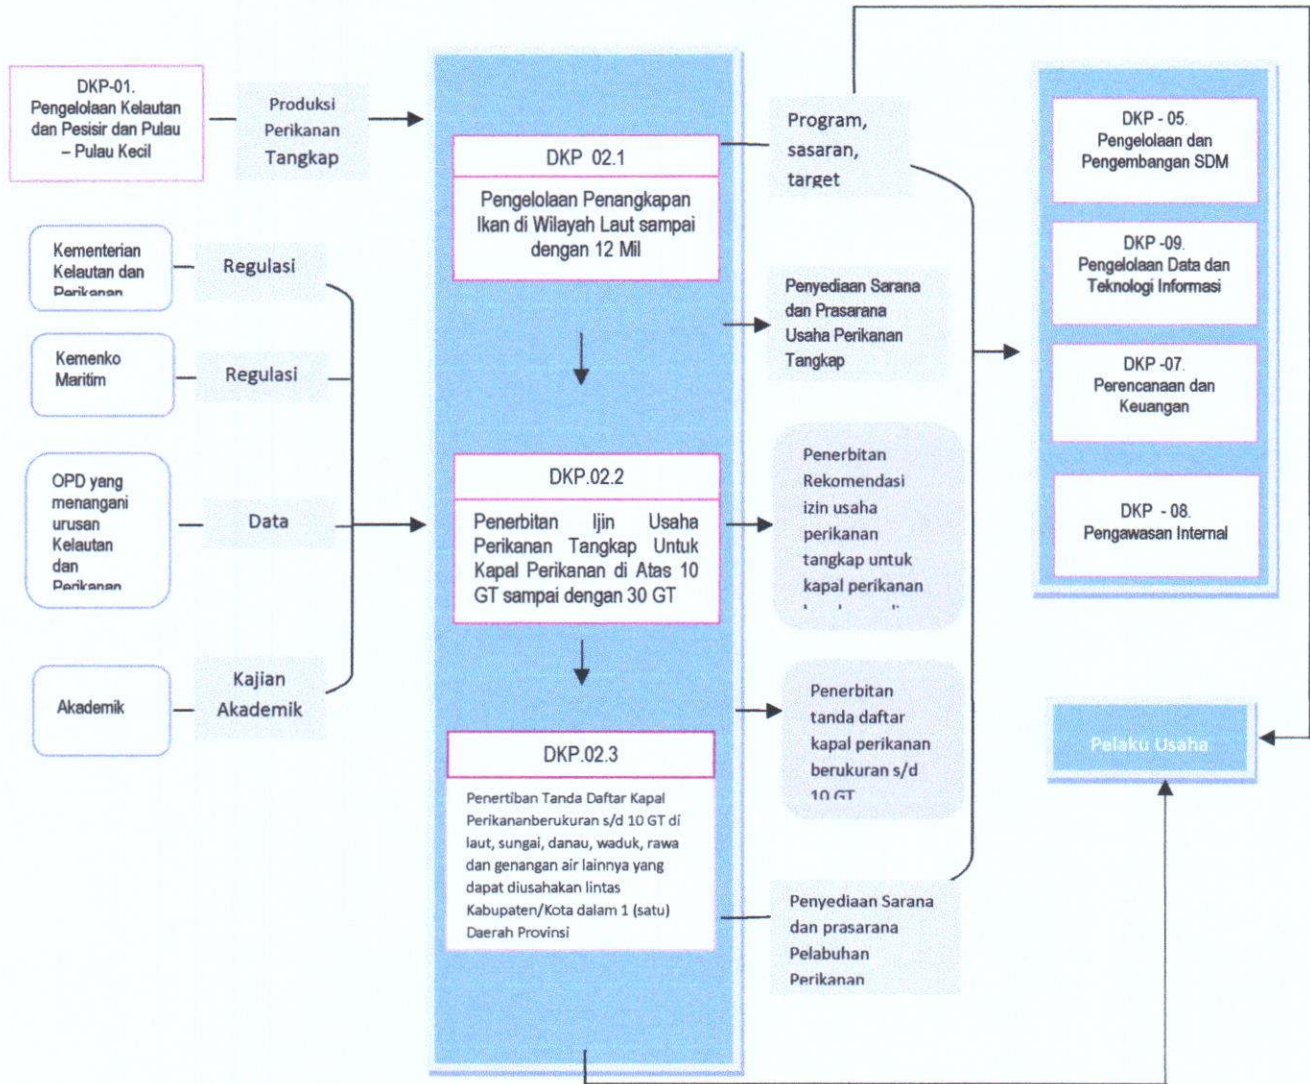 DKP-01.
Pengelolaan Kelautan
dan Pesisir dan Pulau
– Pulau Kecil
Produksi
Perikanan
Tangkap
Kementerian
Kelautan dan
Perikanan
Regulasi
Kemenko
Maritim
Regulasi
OPD yang
menangani
urusan
Kelautan
dan
Perikanan
Data
Akademik
Kajian
Akademik
DKP 02.1
Pengelolaan Penangkapan
Ikan di Wilayah Laut sampai
dengan 12 Mil
DKP.02.2
Penerbitan Ijin Usaha
Perikanan Tangkap Untuk
Kapal Perikanan di Atas 10
GT sampai dengan 30 GT
DKP.02.3
Penertiban Tanda Daftar Kapal
Perikananberukuran s/d 10 GT di
laut, sungai, danau, waduk, rawa
dan genangan air lainnya yang
dapat diusahakan lintas
Kabupaten/Kota dalam 1 (satu)
Daerah Provinsi
Program,
sasaran,
target
Penyediaan Sarana
dan Prasarana
Usaha Perikanan
Tangkap
Penerbitan
Rekomendasi
izin usaha
perikanan
tangkap untuk
kapal perikanan
Penerbitan
tanda daftar
kapal perikanan
berukuran s/d
10 GT
Penyediaan Sarana
dan prasarana
Pelabuhan
Perikanan
DKP - 05.
Pengelolaan dan
Pengembangan SDM
DKP -09.
Pengelolaan Data dan
Teknologi Informasi
DKP -07.
Perencanaan dan
Keuangan
DKP - 08.
Pengawasan Internal
Pelaku Usaha